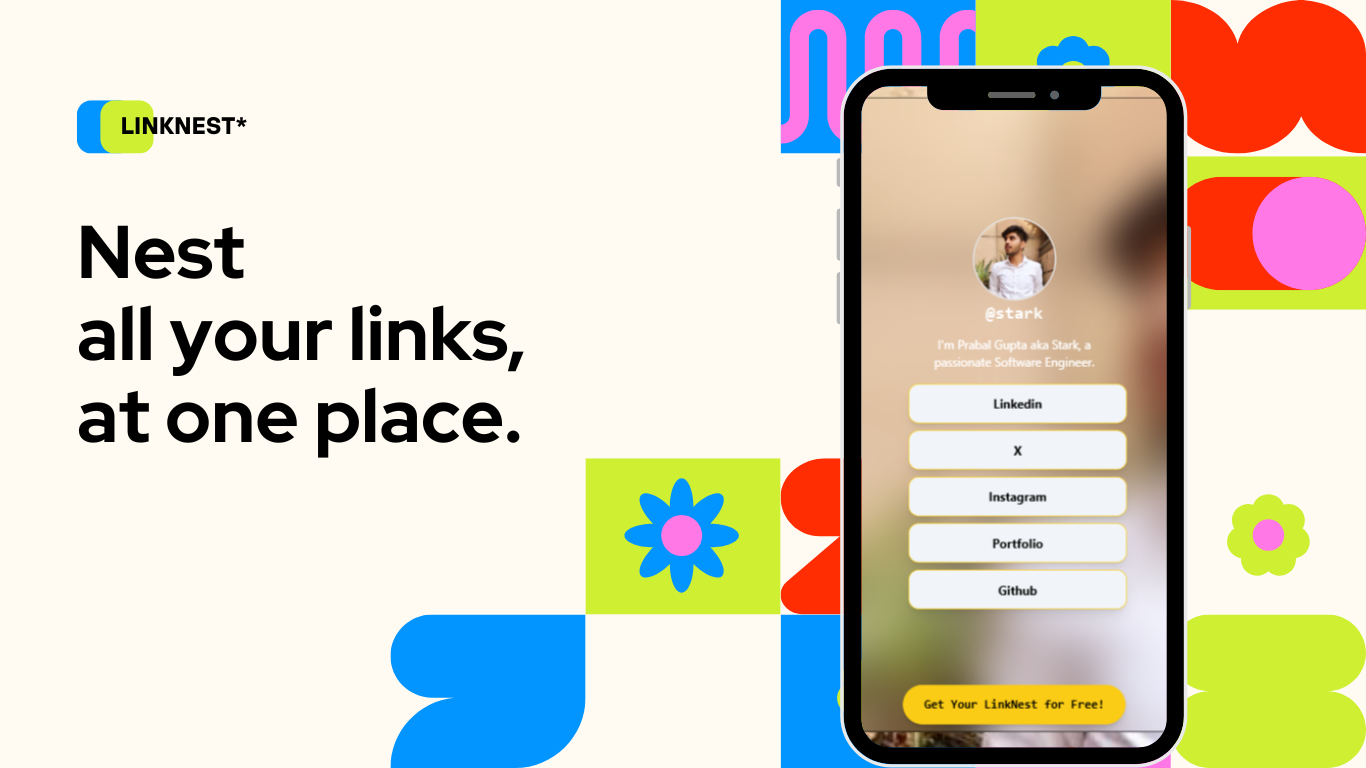 LINKNEST*
Nest
all your links,
at one place.
@stark
I'm Prabal Gupta aka Stark, a
passionate Software Engineer.
Linkedin
X
Instagram
Portfolio
Github
Get Your LinkNest for Free!